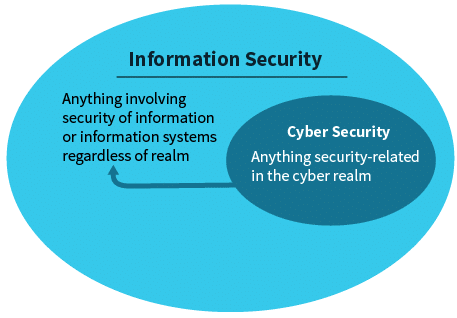 Information Security
Anything involving
security of information
or information systems
regardless of realm
Cyber Security
Anything security-related
in the cyber realm